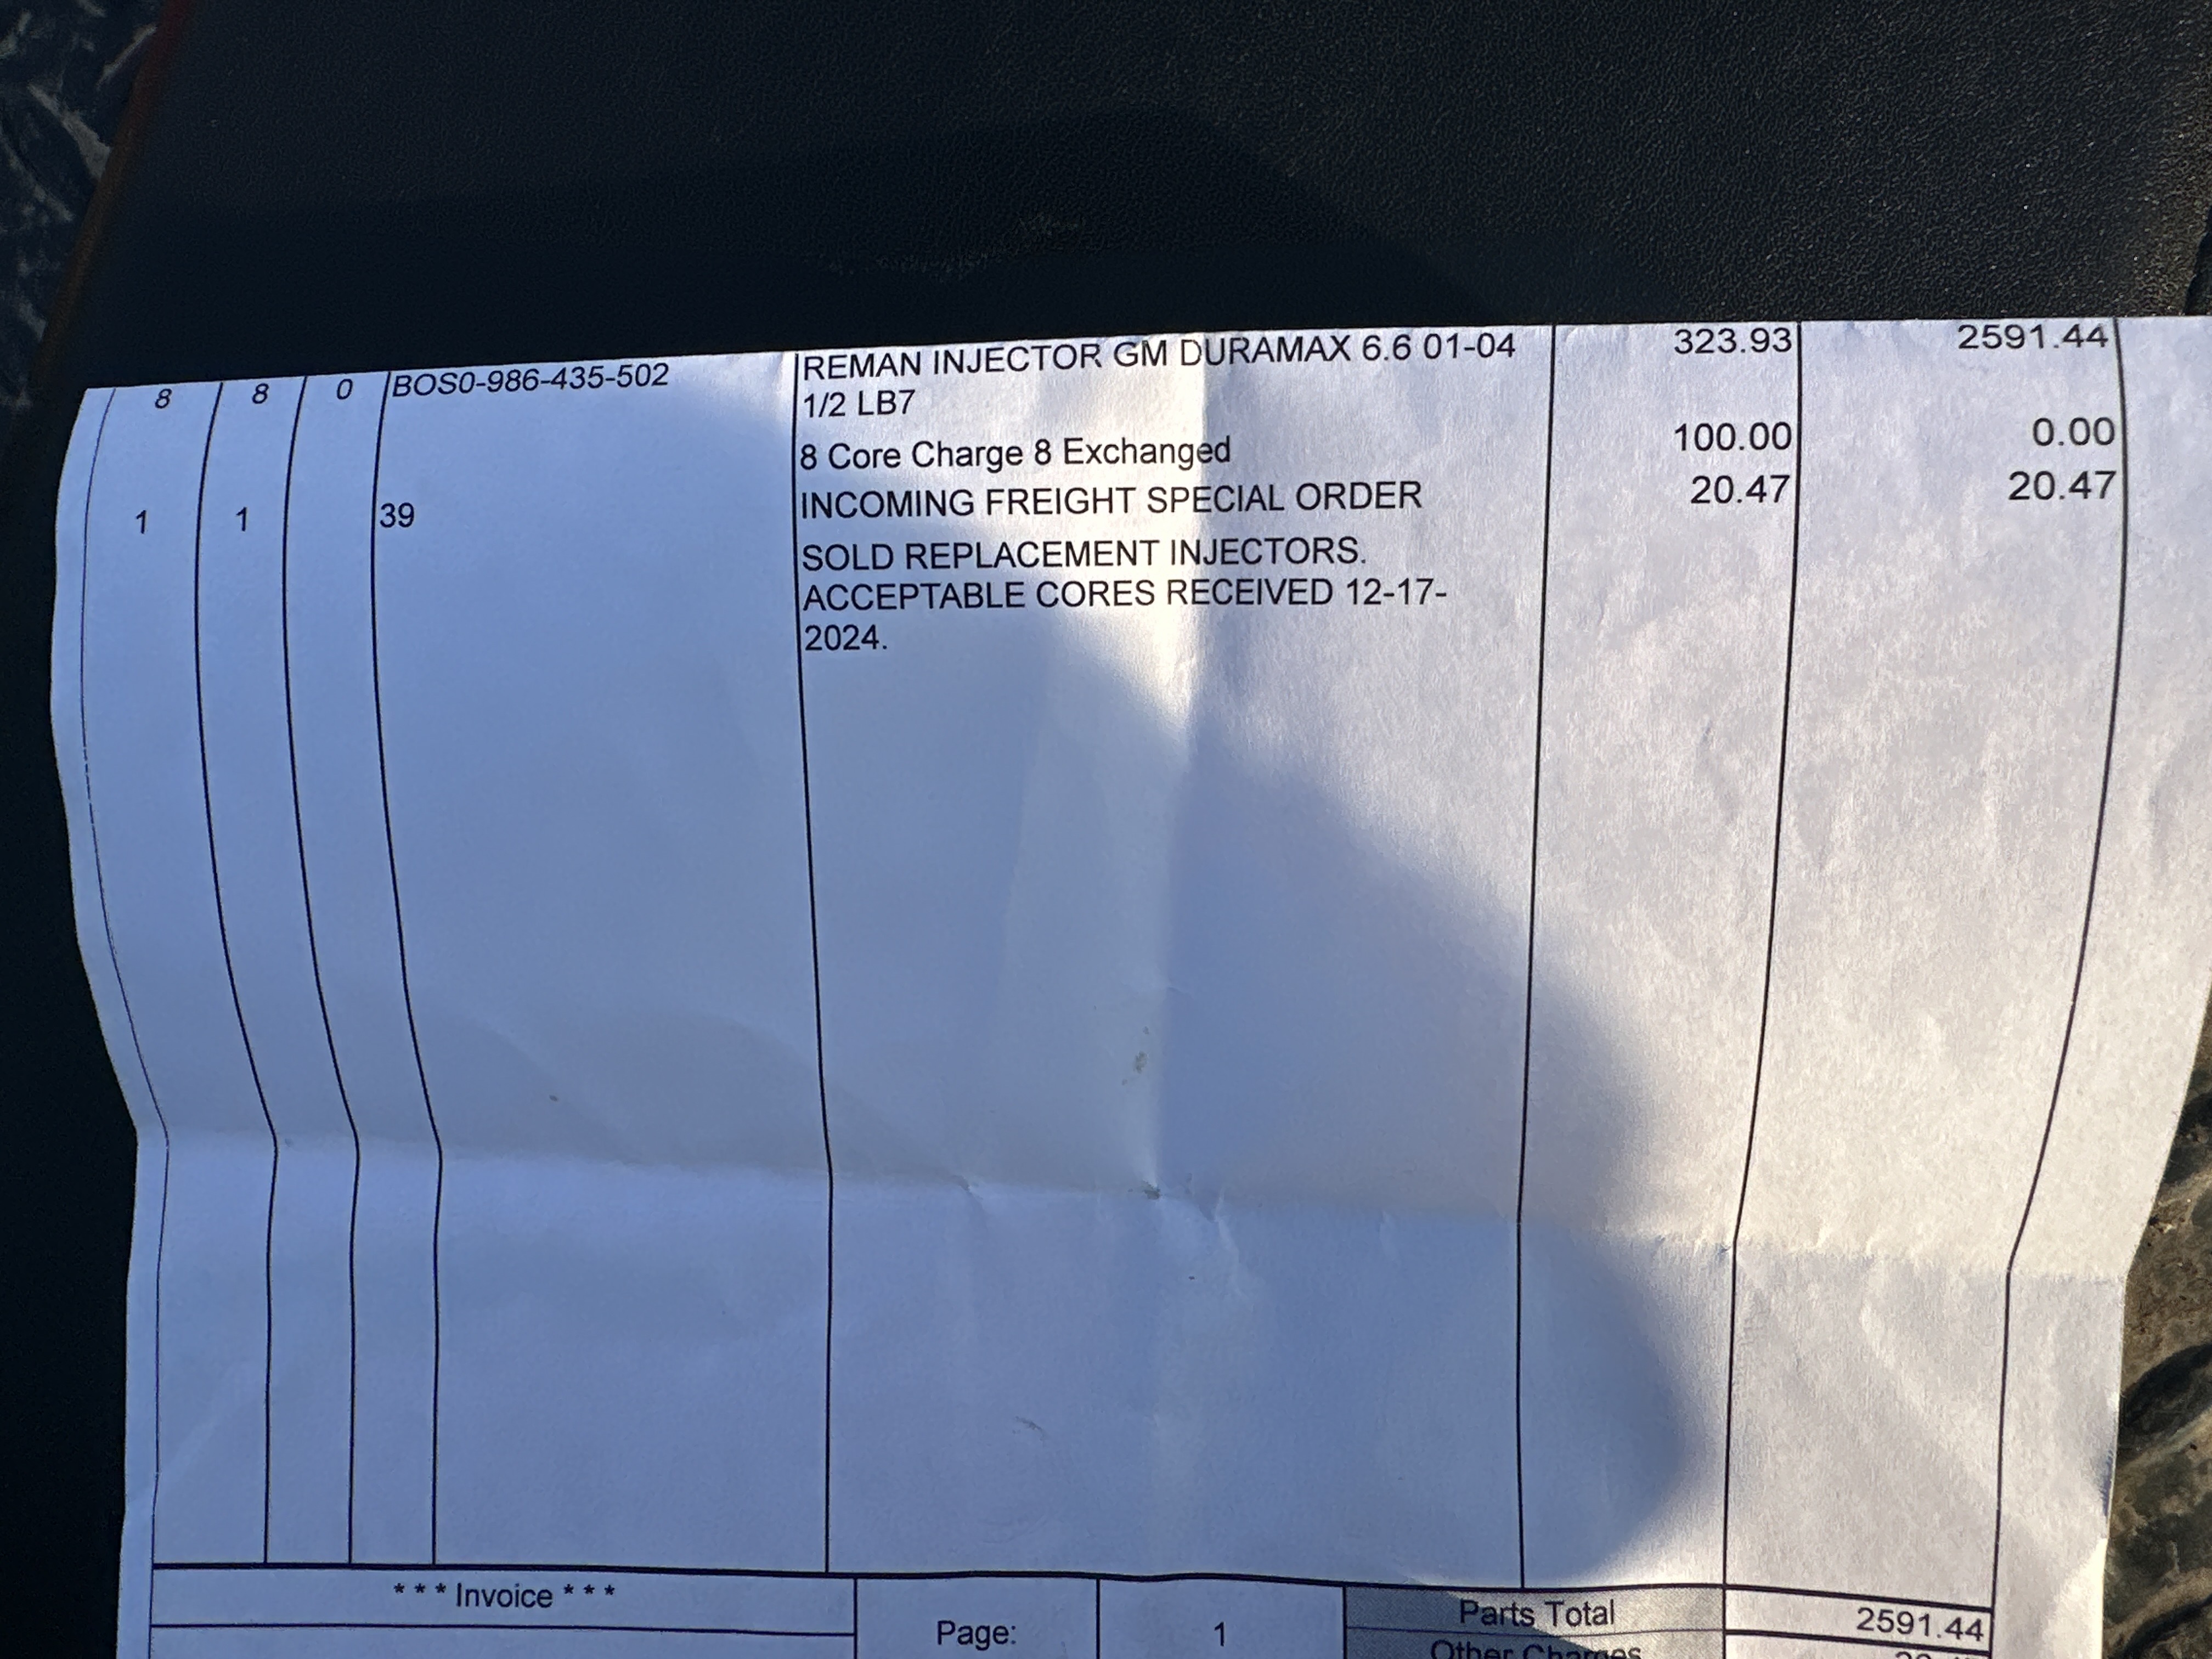 8 8 0 BOS0-986-435-502 REMAN INJECTOR GM DURAMAX 6.6 01-04 323.93 2591.44
1/2 LB7
8 Core Charge 8 Exchanged 100.00 0.00
1 1 39 INCOMING FREIGHT SPECIAL ORDER 20.47 20.47
SOLD REPLACEMENT INJECTORS.
ACCEPTABLE CORES RECEIVED 12-17-
2024.
* * * Invoice * * *
Page: 1
Parts Total 2591.44
Other Charges